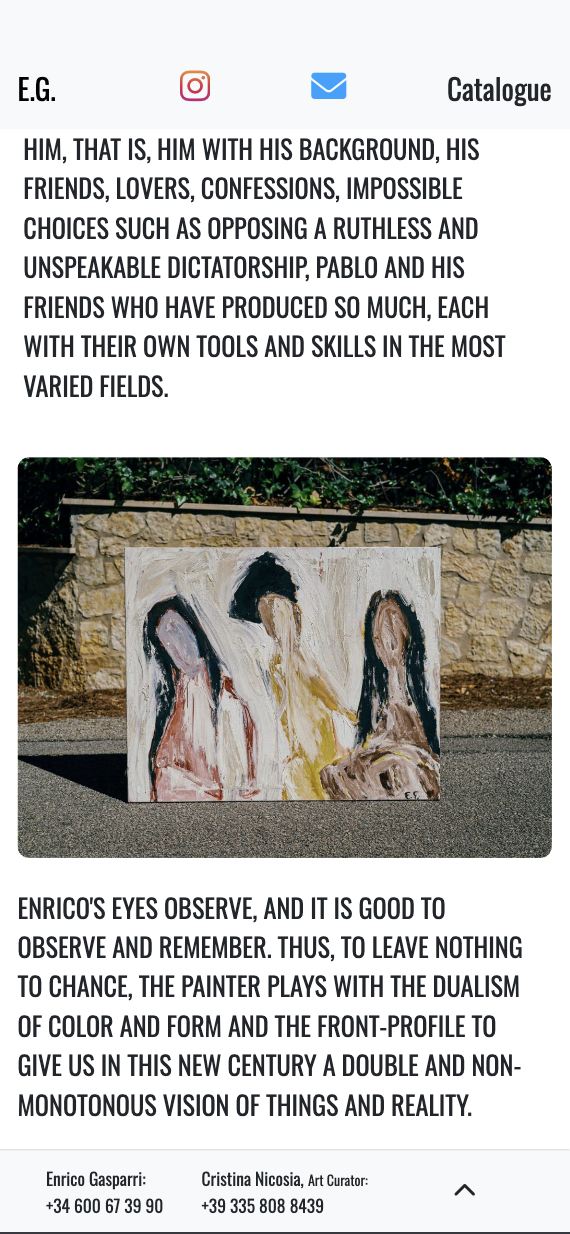 E.G.
Catalogue
HIM, THAT IS, HIM WITH HIS BACKGROUND, HIS
FRIENDS, LOVERS, CONFESSIONS, IMPOSSIBLE
CHOICES SUCH AS OPPOSING A RUTHLESS AND
UNSPEAKABLE DICTATORSHIP, PABLO AND HIS
FRIENDS WHO HAVE PRODUCED SO MUCH, EACH
WITH THEIR OWN TOOLS AND SKILLS IN THE MOST
VARIED FIELDS.
E.G.
ENRICO'S EYES OBSERVE, AND IT IS GOOD TO
OBSERVE AND REMEMBER. THUS, TO LEAVE NOTHING
TO CHANCE, THE PAINTER PLAYS WITH THE DUALISM
OF COLOR AND FORM AND THE FRONT-PROFILE TO
GIVE US IN THIS NEW CENTURY A DOUBLE AND NON-
MONOTONOUS VISION OF THINGS AND REALITY.
Enrico Gasparri:
+34 600 67 39 90
Cristina Nicosia, Art Curator:
+39 335 808 8439